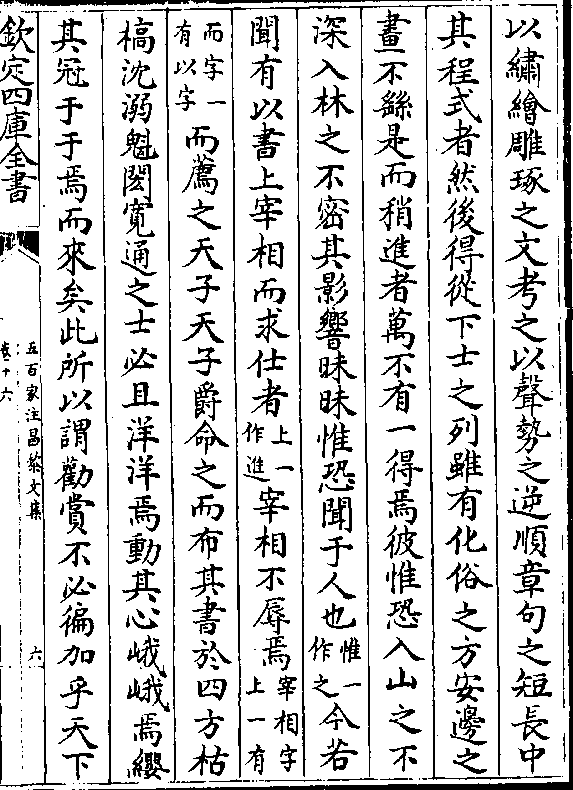 以繡繪雕琢之文考之以聲勢之逆順章句之短長中
其程式者然後得從下士之列雖有化俗之方安邊之
畫不繇是而稍進者萬不有一得焉彼惟恐入山之不
深入林之不密其影響昧昧惟恐聞于人也惟一作之今若
聞有以書上宰相而求仕者上一作進宰相不辱焉宰相字上一有
而字一有以字而薦之天子天子爵命之而布其書於四方枯
槁沈溺魁閎寬通之士必且洋洋焉動其心峨峨焉纓
其冠于于焉而來矣此所以謂勸賞不必徧加乎天下
欽定四庫全書
五百家注昌黎文集
卷十六
六